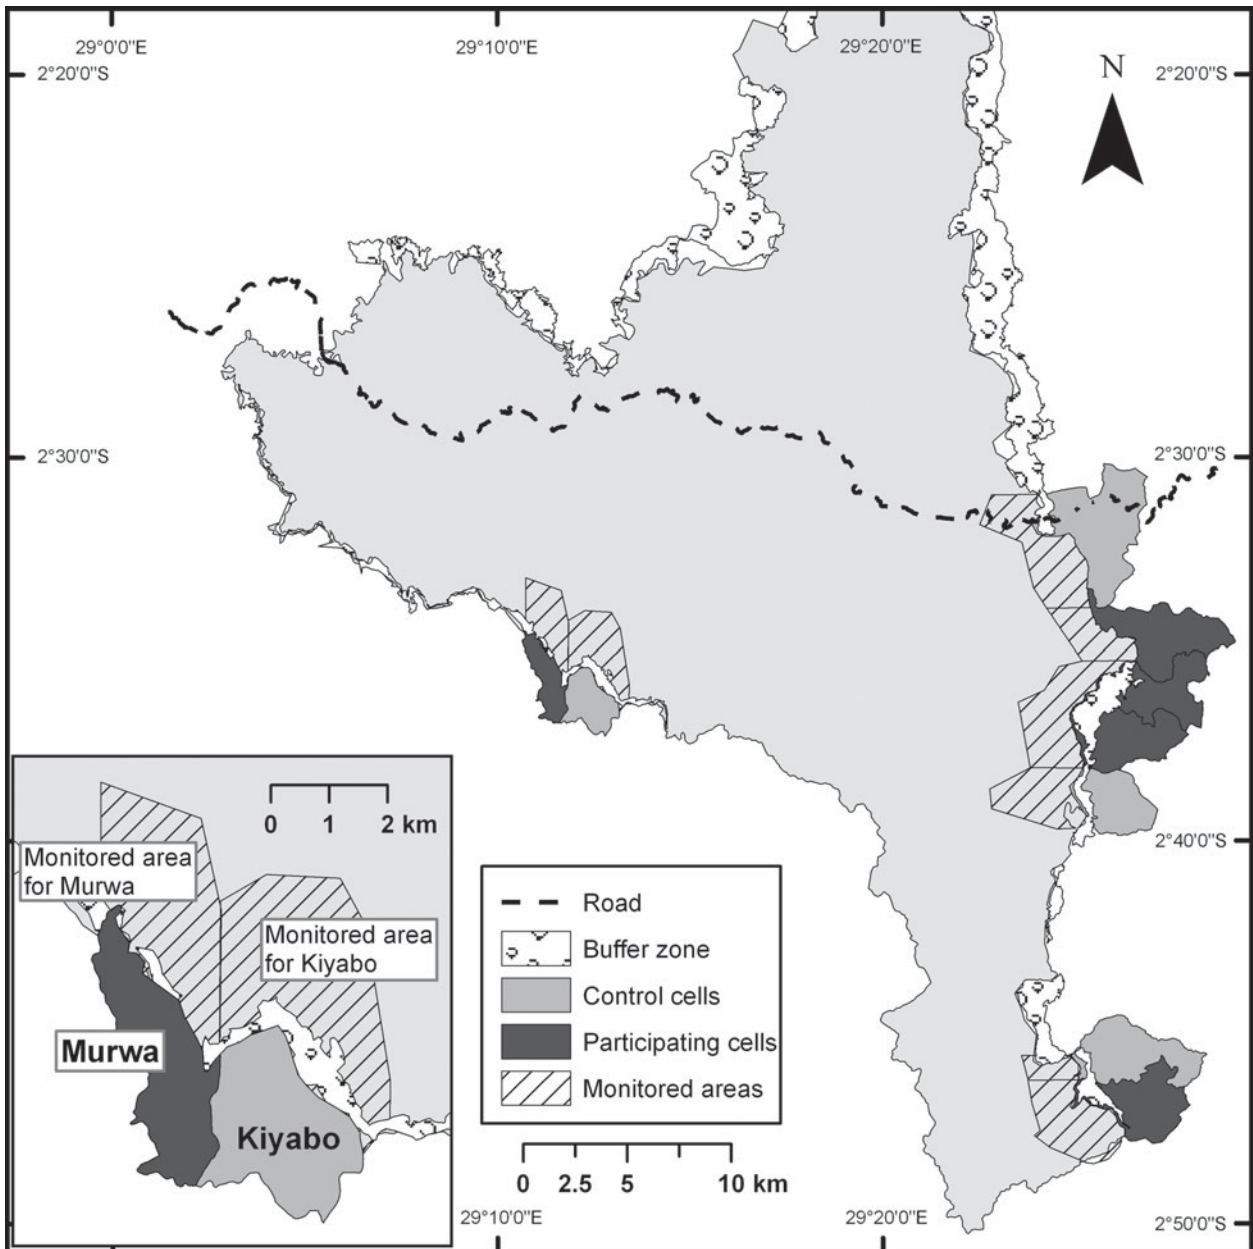 29°0'0"E
29°10'0"E
29°20'0"E
2°20'0"S
2°20'0"S
N
2°30'0"S
2°30'0"S
0 1 2 km
Monitored area
for Murwa
Monitored area
for Kiyabo
Murwa
Kiyabo
Road
Buffer zone
Control cells
Participating cells
Monitored areas
0 2.5 5 10 km
2°40'0"S
29°10'0"E
29°20'0"E
2°50'0"S